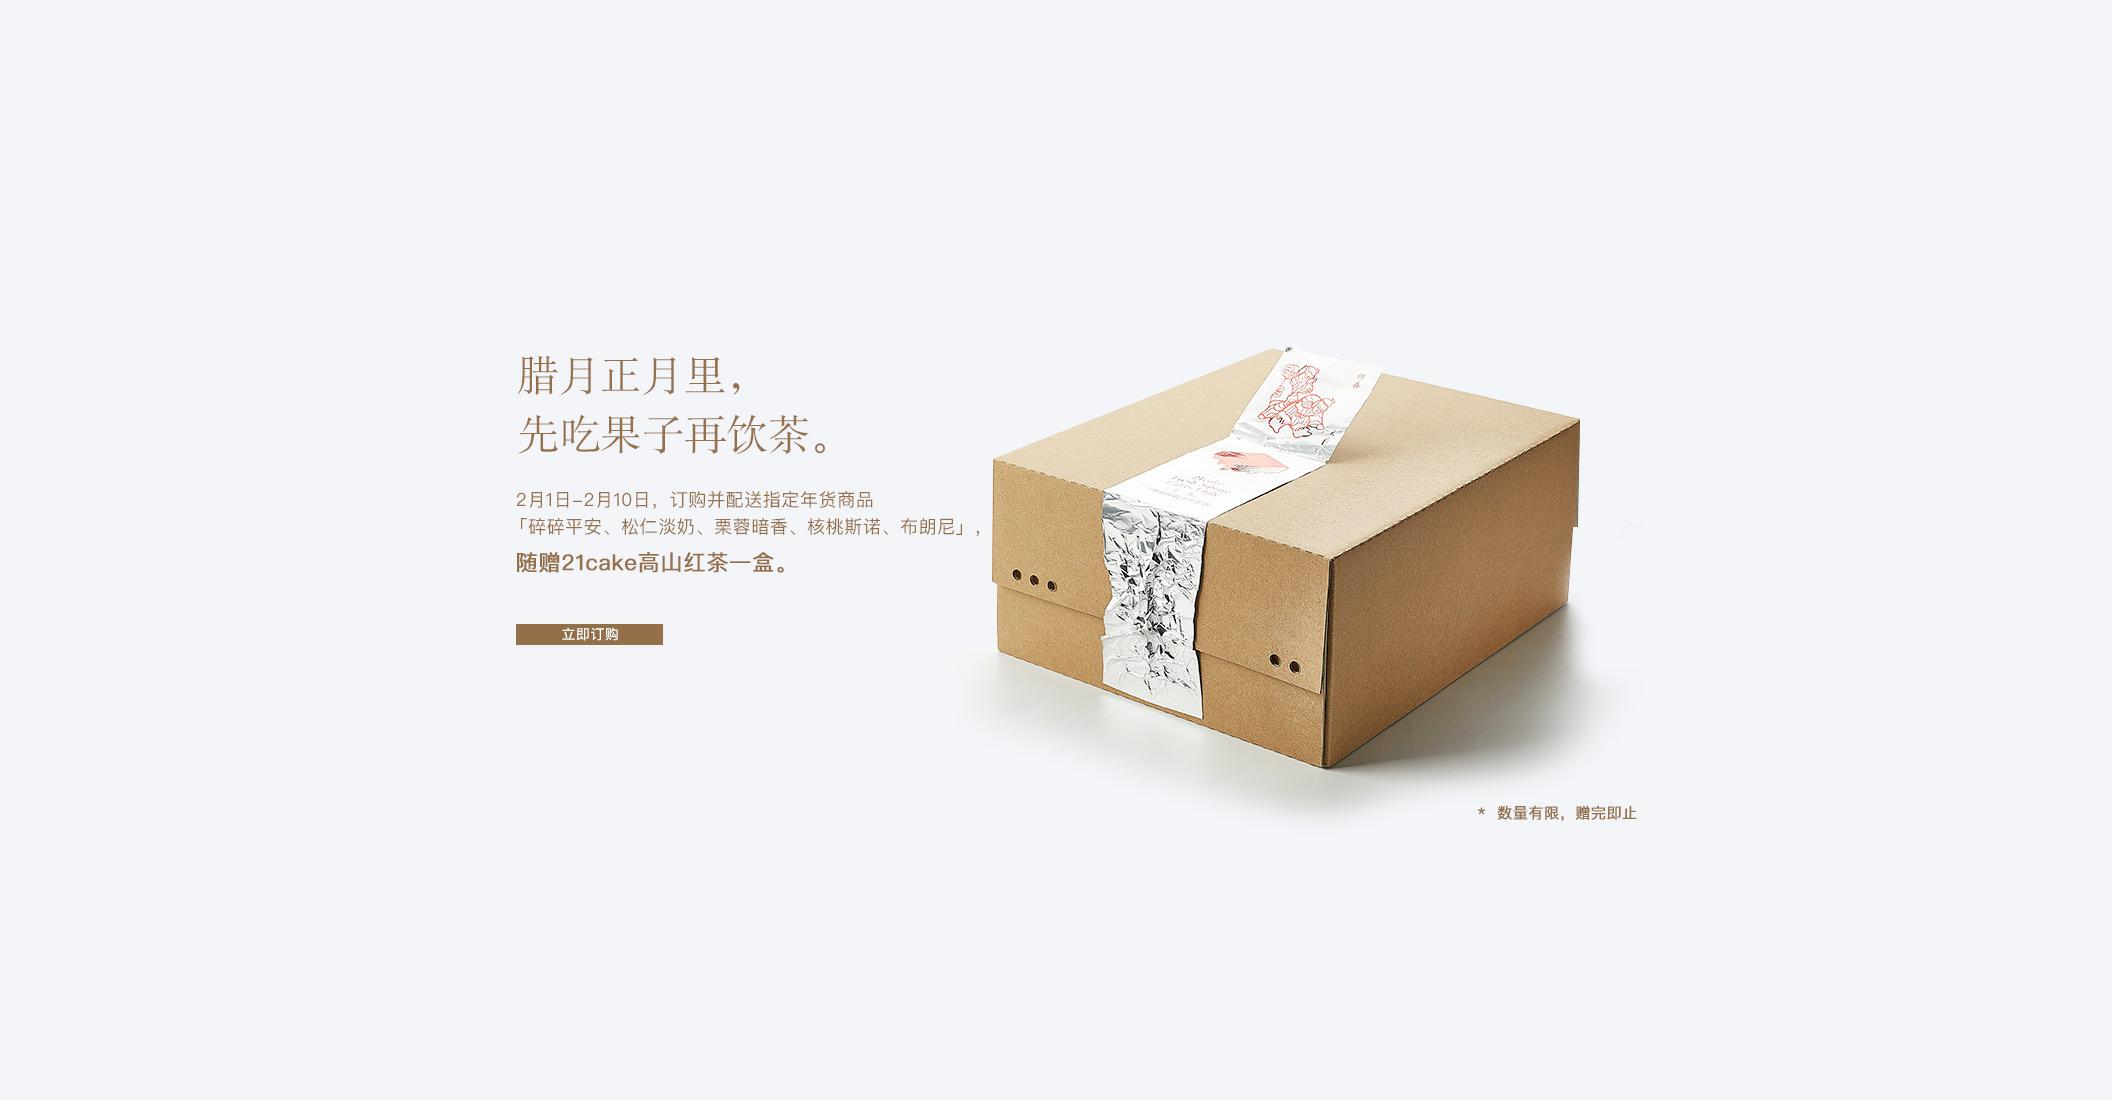 腊月正月里，
先吃果子再饮茶。
2月1日-2月10日，订购并配送指定年货商品
「碎碎平安、松仁淡奶、栗蓉暗香、核桃斯诺、布朗尼」，
随赠21cake高山红茶一盒。
立即订购
* 数量有限，赠完即止